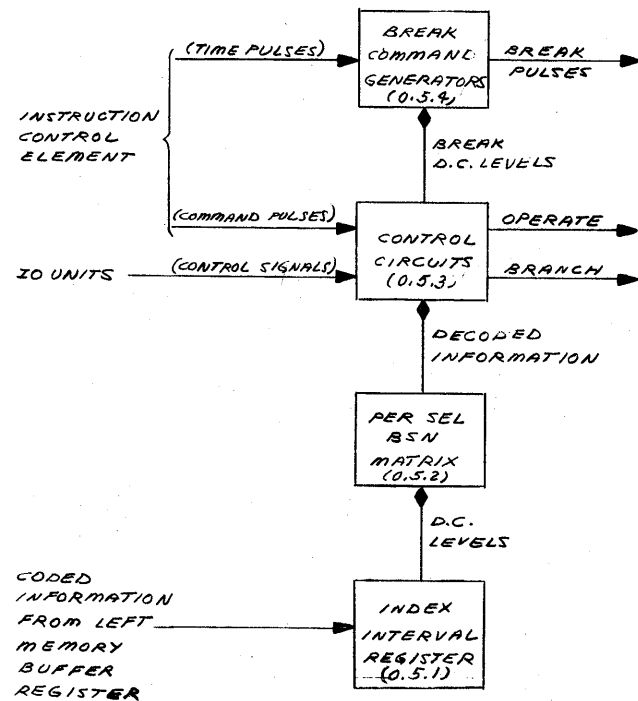 BREAK
COMMAND
GENERATORS
(0.5.4)
(TIME PULSES)
BREAK
PULSES
INSTRUCTION
CONTROL
ELEMENT
BREAK
D.C. LEVELS
(COMMAND PULSES)
OPERATE
CONTROL
CIRCUITS
(0.5.3)
IO UNITS
(CONTROL SIGNALS)
BRANCH
DECODED
INFORMATION
PER SEL
BSN
MATRIX
(0.5.2)
D.C.
LEVELS
CODED
INFORMATION
FROM LEFT
MEMORY
BUFFER
REGISTER
INDEX
INTERVAL
REGISTER
(0.5.1)